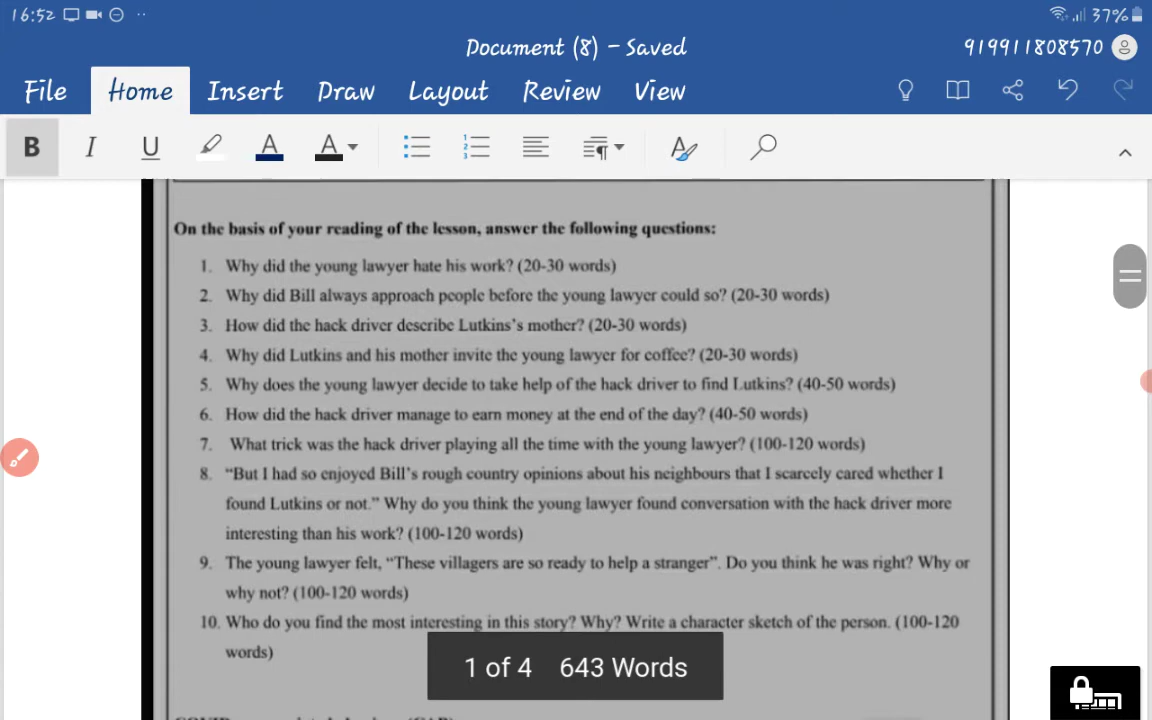 16:52
37%
Document (8) – Saved
919911808570
File Home Insert Draw Layout Review View
B I U A A
On the basis of your reading of the lesson, answer the following questions:
1. Why did the young lawyer hate his work? (20-30 words)
2. Why did Bill always approach people before the young lawyer could so? (20-30 words)
3. How did the hack driver describe Lutkins's mother? (20-30 words)
4. Why did Lutkins and his mother invite the young lawyer for coffee? (20-30 words)
5. Why does the young lawyer decide to take help of the hack driver to find Lutkins? (40-50 words)
6. How did the hack driver manage to earn money at the end of the day? (40-50 words)
7. What trick was the hack driver playing all the time with the young lawyer? (100-120 words)
8. "But I had so enjoyed Bill's rough country opinions about his neighbours that I scarcely cared whether I
found Lutkins or not." Why do you think the young lawyer found conversation with the hack driver more
interesting than his work? (100-120 words)
9. The young lawyer felt, "These villagers are so ready to help a stranger". Do you think he was right? Why or
why not? (100-120 words)
10. Who do you find the most interesting in this story? Why? Write a character sketch of the person. (100-120
words)
1 of 4 643 Words